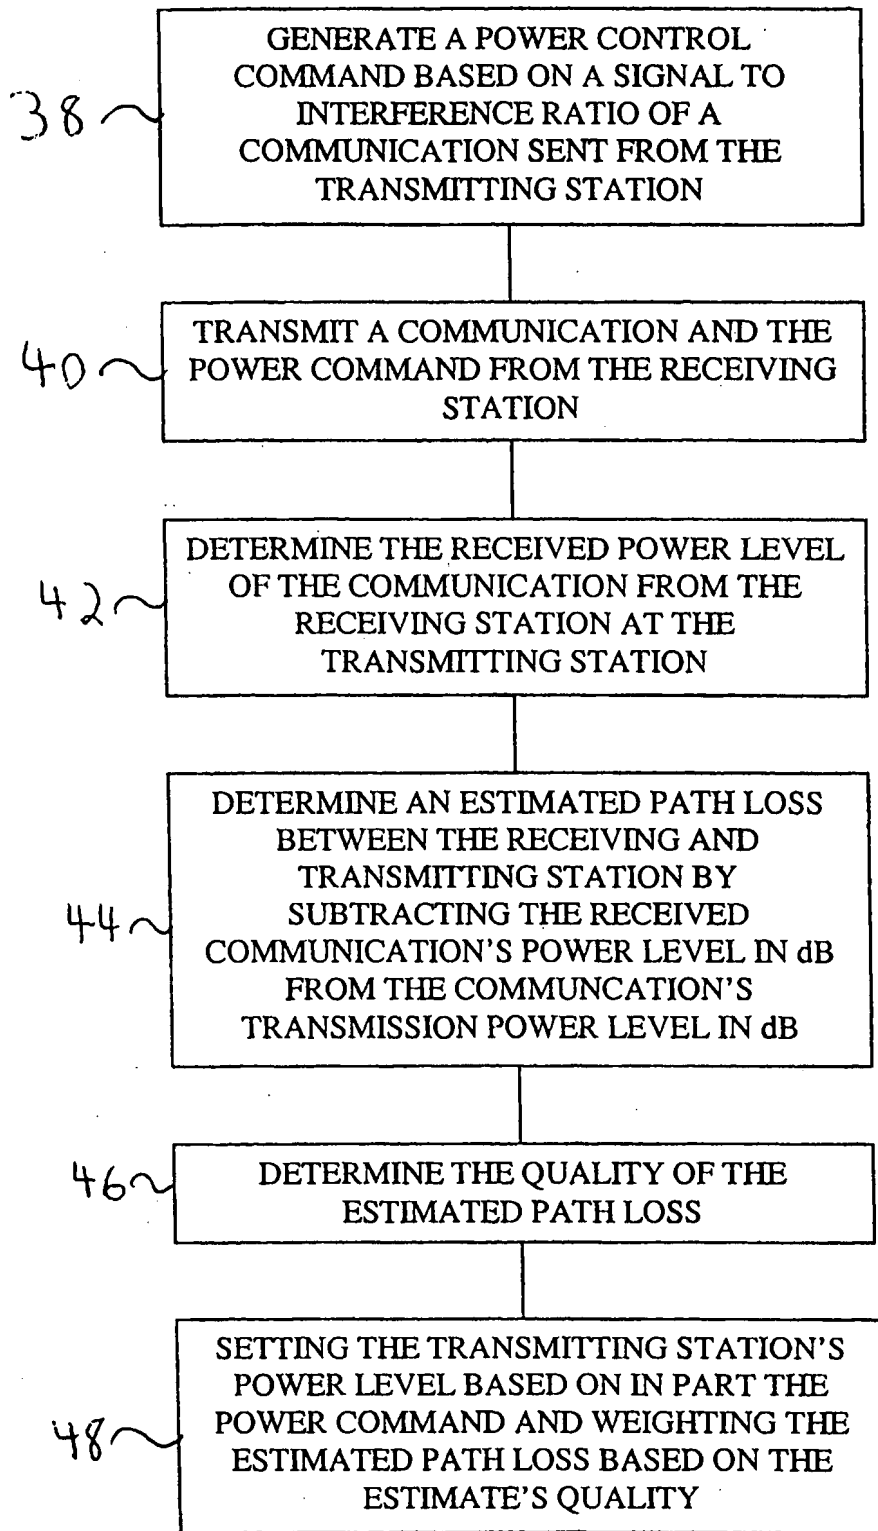 GENERATE A POWER CONTROL
COMMAND BASED ON A SIGNAL TO
INTERFERENCE RATIO OF A
COMMUNICATION SENT FROM THE
TRANSMITTING STATION
38
TRANSMIT A COMMUNICATION AND THE
POWER COMMAND FROM THE RECEIVING
STATION
40
DETERMINE THE RECEIVED POWER LEVEL
OF THE COMMUNICATION FROM THE
RECEIVING STATION AT THE
TRANSMITTING STATION
42
DETERMINE AN ESTIMATED PATH LOSS
BETWEEN THE RECEIVING AND
TRANSMITTING STATION BY
SUBTRACTING THE RECEIVED
COMMUNICATION'S POWER LEVEL IN dB
FROM THE COMMUNCATION'S
TRANSMISSION POWER LEVEL IN dB
44
DETERMINE THE QUALITY OF THE
ESTIMATED PATH LOSS
46
SETTING THE TRANSMITTING STATION'S
POWER LEVEL BASED ON IN PART THE
POWER COMMAND AND WEIGHTING THE
ESTIMATED PATH LOSS BASED ON THE
ESTIMATE'S QUALITY
48